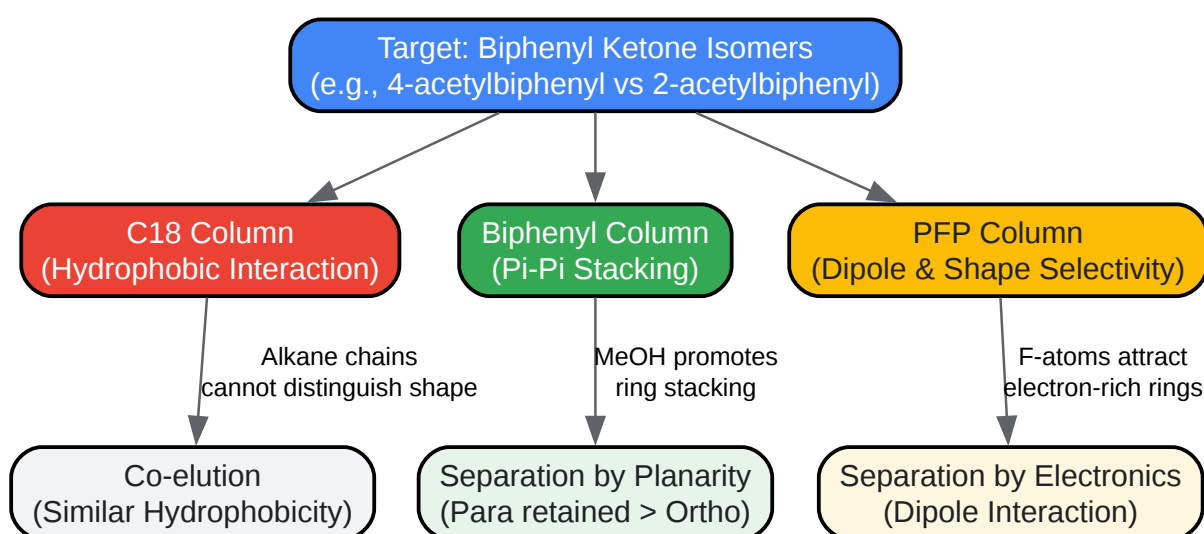 Target: Biphenyl Ketone Isomers
(e.g., 4-acetylbiphenyl vs 2-acetylbiphenyl)
C18 Column
(Hydrophobic Interaction)
Biphenyl Column
(Pi-Pi Stacking)
PFP Column
(Dipole & Shape Selectivity)
Alkane chains
cannot distinguish shape
MeOH promotes
ring stacking
F-atoms attract
electron-rich rings
Co-elution
(Similar Hydrophobicity)
Separation by Planarity
(Para retained > Ortho)
Separation by Electronics
(Dipole Interaction)